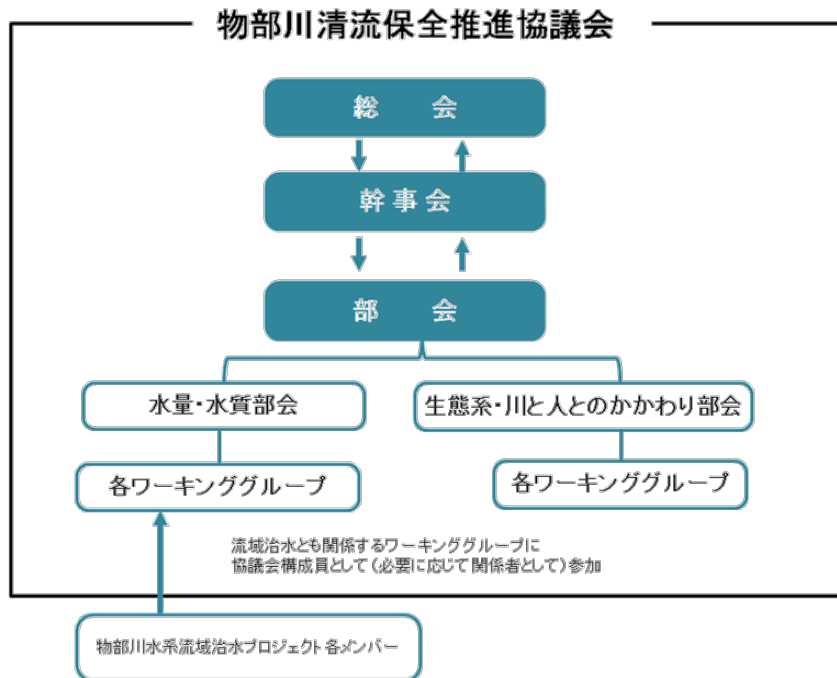 物部川清流保全推進協議会
総会
幹事会
部会
水量・水質部会
生態系・川と人とのかかわり部会
各ワーキンググループ
各ワーキンググループ
流域治水とも関係するワーキンググループに
協議会構成員として(必要に応じて関係者として)参加
物部川水系流域治水プロジェクト各メンバー